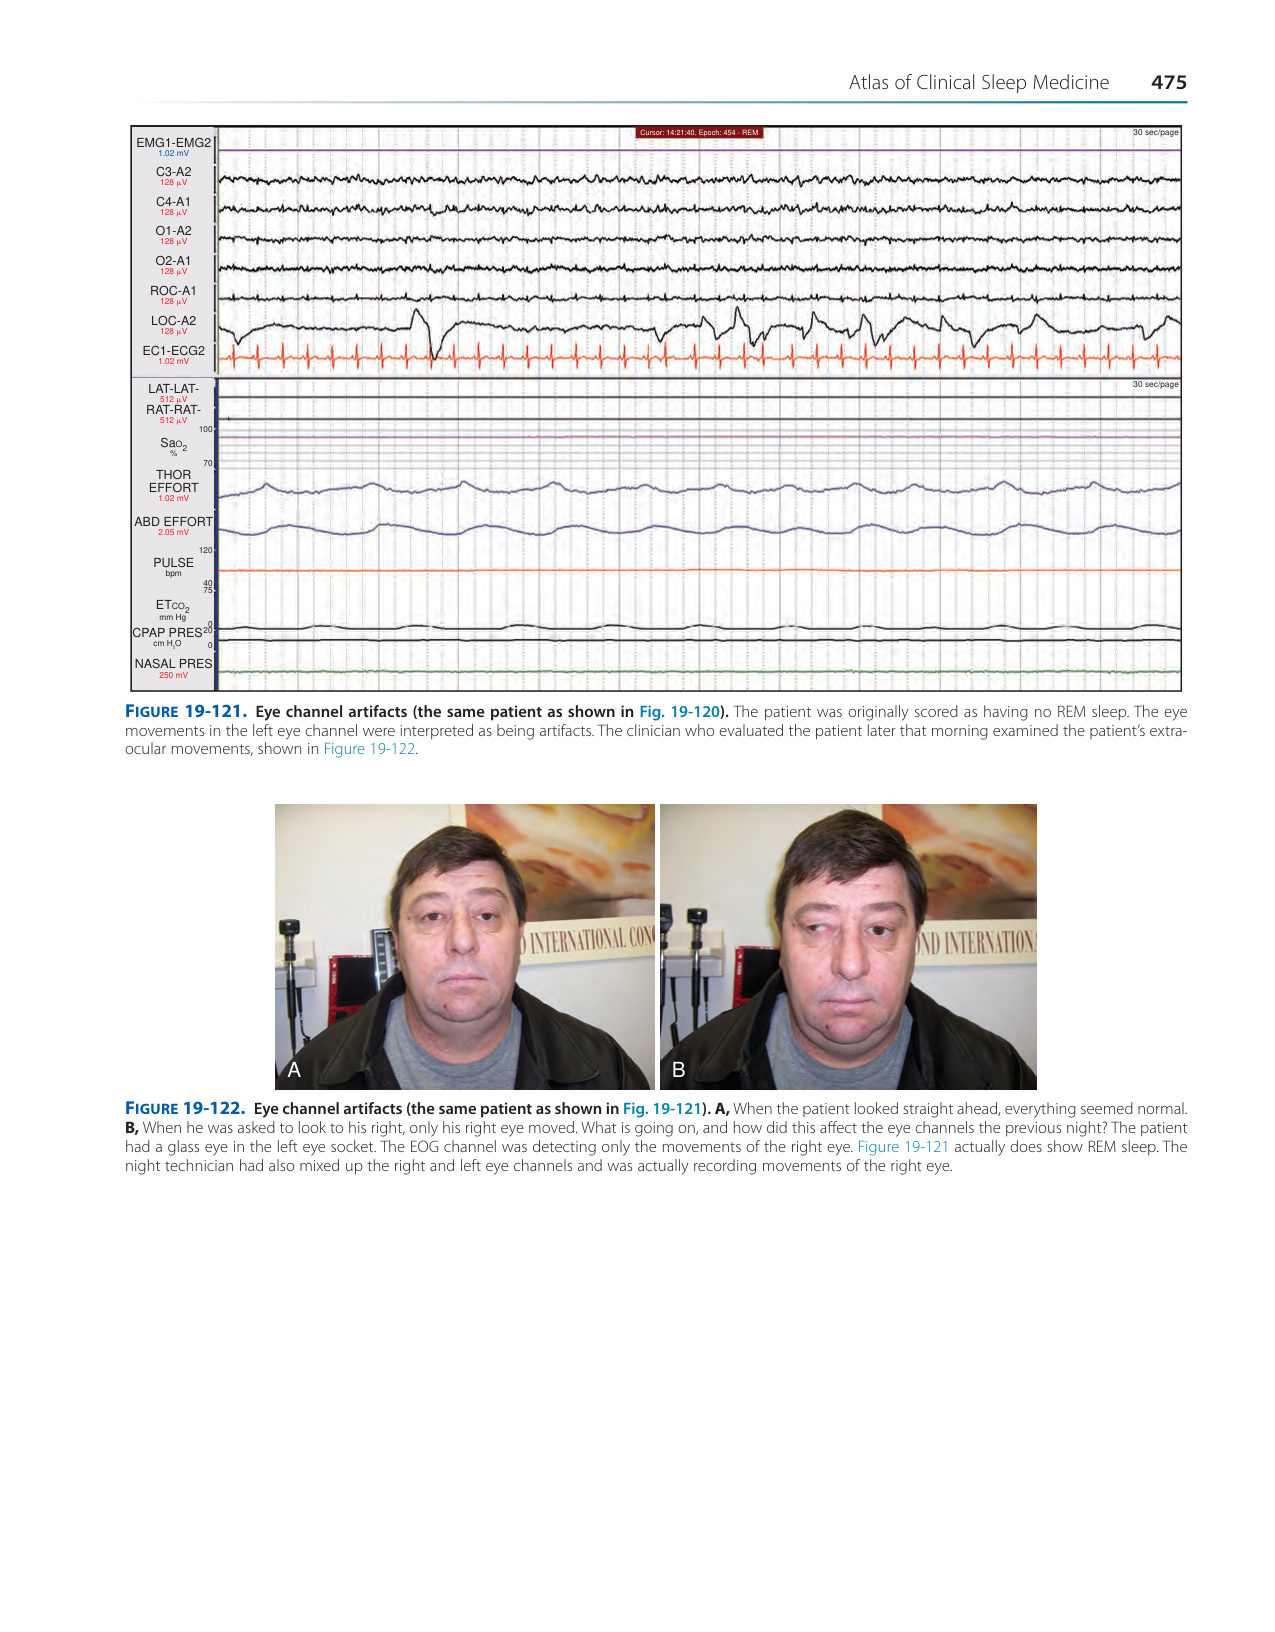 Atlas of Clinical Sleep Medicine 475
Cursor: 14:21:40, Epoch: 454 - REM
30 sec/page
EMG1-EMG2
1.02 mV
C3-A2
128 µV
C4-A1
128 µV
O1-A2
128 µV
O2-A1
128 µV
ROC-A1
128 µV
LOC-A2
128 µV
EC1-ECG2
1.02 mV
30 sec/page
LAT-LAT-
512 µV
RAT-RAT-
512 µV
100
SaO2
%
70
THOR
EFFORT
1.02 mV
ABD EFFORT
2.05 mV
120
PULSE
bpm
40
75
ETCO2
mm Hg
0
CPAP PRES 20
cm H2O 0
NASAL PRES
250 mV
FIGURE 19-121. Eye channel artifacts (the same patient as shown in Fig. 19-120). The patient was originally scored as having no REM sleep. The eye
movements in the left eye channel were interpreted as being artifacts. The clinician who evaluated the patient later that morning examined the patient's extra-
ocular movements, shown in Figure 19-122.
D INTERNATIONAL CON
ND INTERNATION
A
B
FIGURE 19-122. Eye channel artifacts (the same patient as shown in Fig. 19-121). A, When the patient looked straight ahead, everything seemed normal.
B, When he was asked to look to his right, only his right eye moved. What is going on, and how did this affect the eye channels the previous night? The patient
had a glass eye in the left eye socket. The EOG channel was detecting only the movements of the right eye. Figure 19-121 actually does show REM sleep. The
night technician had also mixed up the right and left eye channels and was actually recording movements of the right eye.